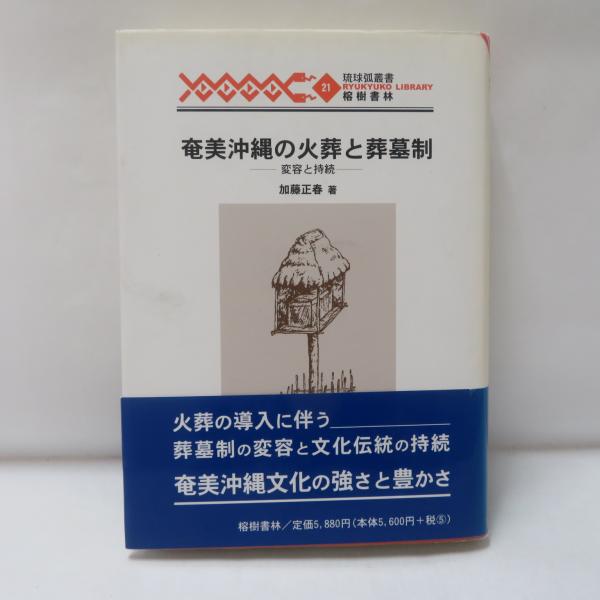 琉球弧叢書
21
RYUKYUKO LIBRARY
榕樹書林
奄美沖縄の火葬と葬墓制
変容と持続
加藤正春 著
火葬の導入に伴う
葬墓制の変容と文化伝統の持続
奄美沖縄文化の強さと豊かさ
榕樹書林／定価5,880円(本体5,600円＋税⑤)